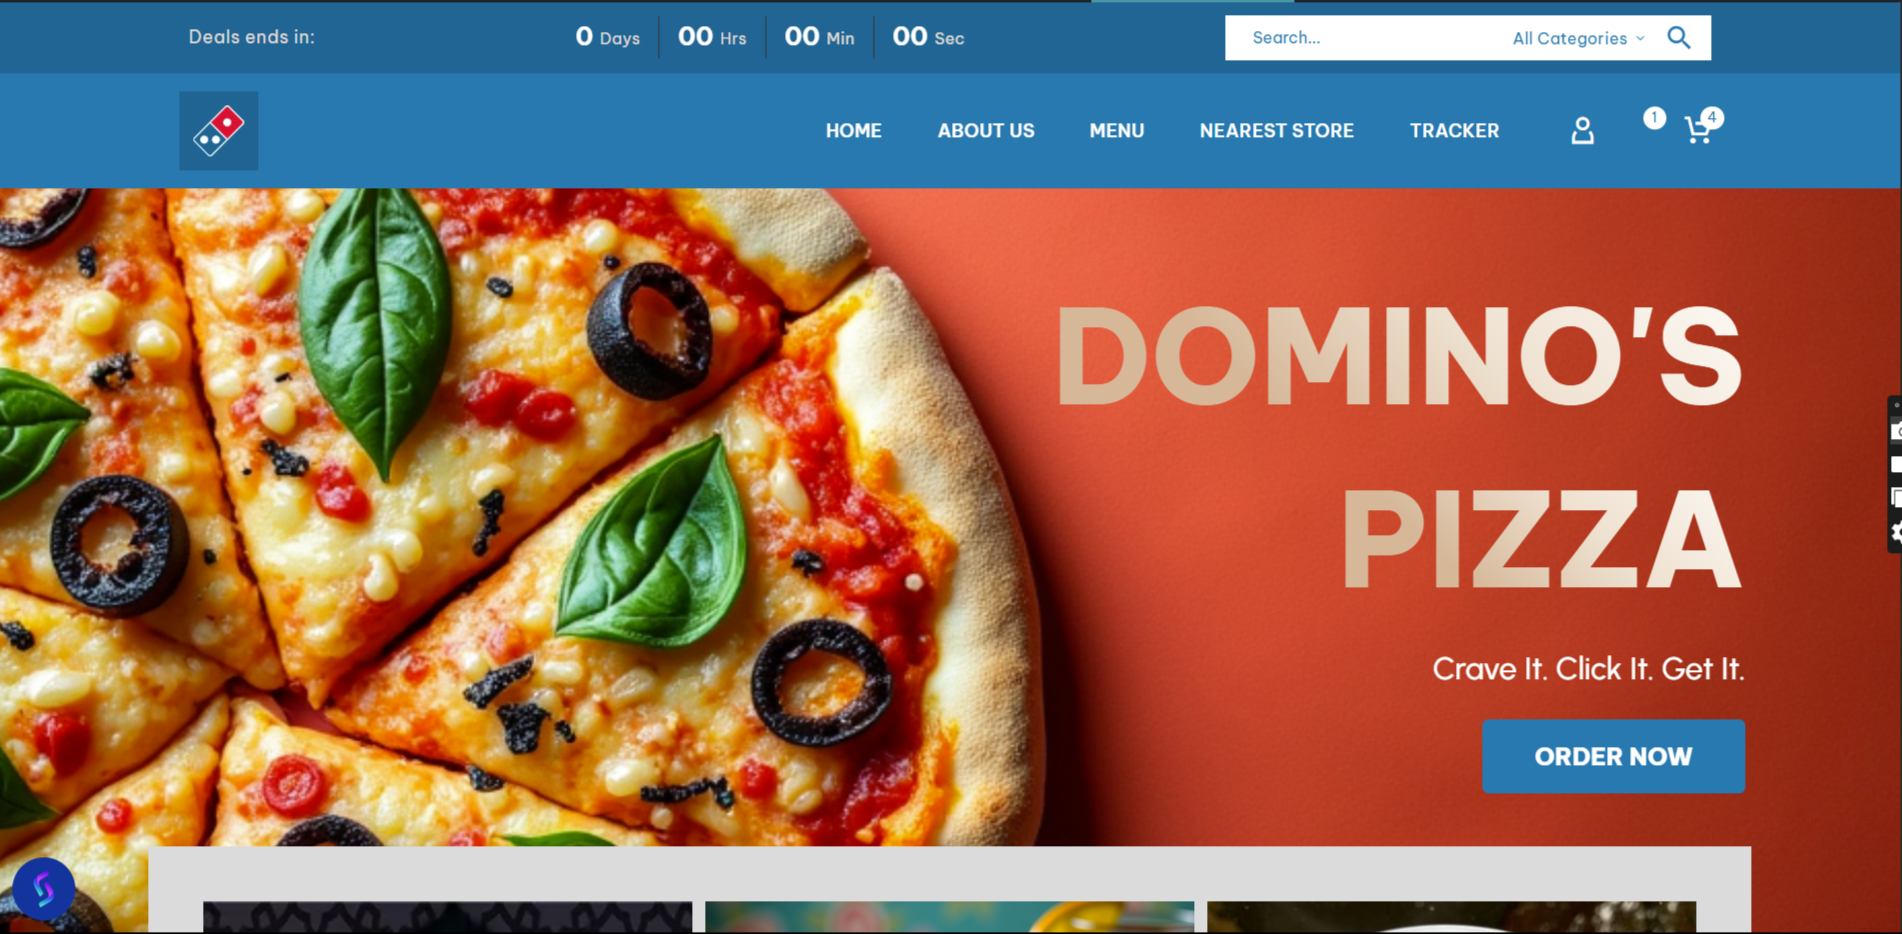 Deals ends in:
0 Days 00 Hrs 00 Min 00 Sec
Search...
All Categories
HOME
ABOUT US
MENU
NEAREST STORE
TRACKER
1
4
DOMINO'S
PIZZA
Crave It. Click It. Get It.
ORDER NOW